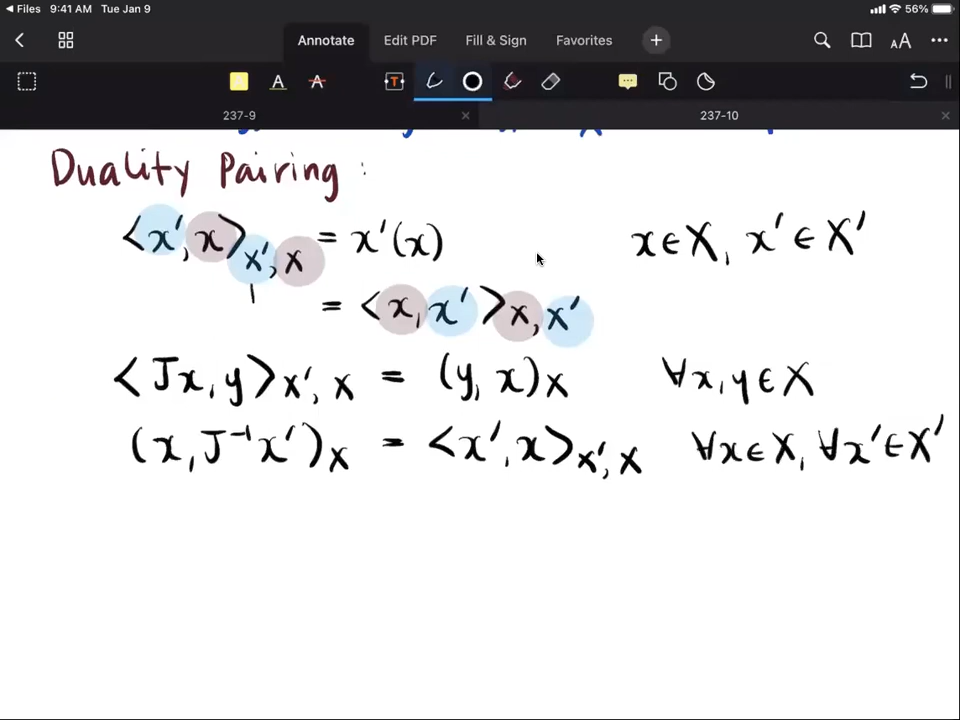 Files 9:41 AM Tue Jan 9 56%
Annotate Edit PDF Fill & Sign Favorites
237-9 237-10
Duality Pairing :
<x', x>_{X', X} = x'(x) x ∈ X, x' ∈ X'
= <x, x'>_{X, X'}
<Jx, y>_{X', X} = (y, x)_X ∀x, y ∈ X
(x, J⁻¹x')_X = <x', x>_{X', X} ∀x ∈ X, ∀x' ∈ X'